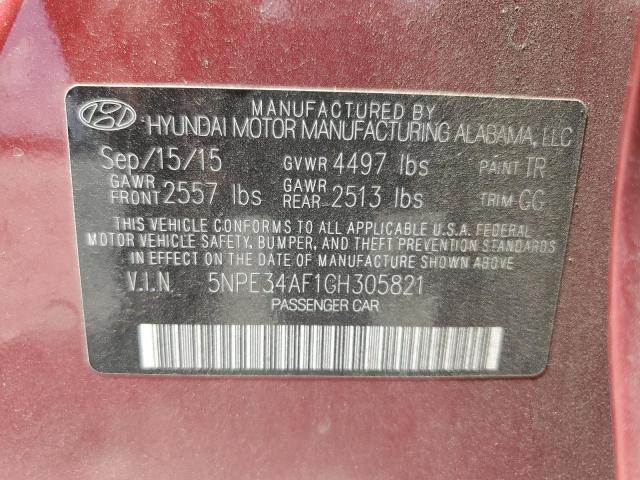 MANUFACTURED BY
HYUNDAI MOTOR MANUFACTURING ALABAMA, LLC
Sep/15/15 GVWR 4497 lbs PAINT TR
GAWR FRONT 2557 lbs GAWR REAR 2513 lbs TRIM GG
THIS VEHICLE CONFORMS TO ALL APPLICABLE U.S.A. FEDERAL
MOTOR VEHICLE SAFETY, BUMPER, AND THEFT PREVENTION STANDARDS
IN EFFECT ON THE DATE OF MANUFACTURE SHOWN ABOVE.
V.I.N. 5NPE34AF1GH305821
PASSENGER CAR